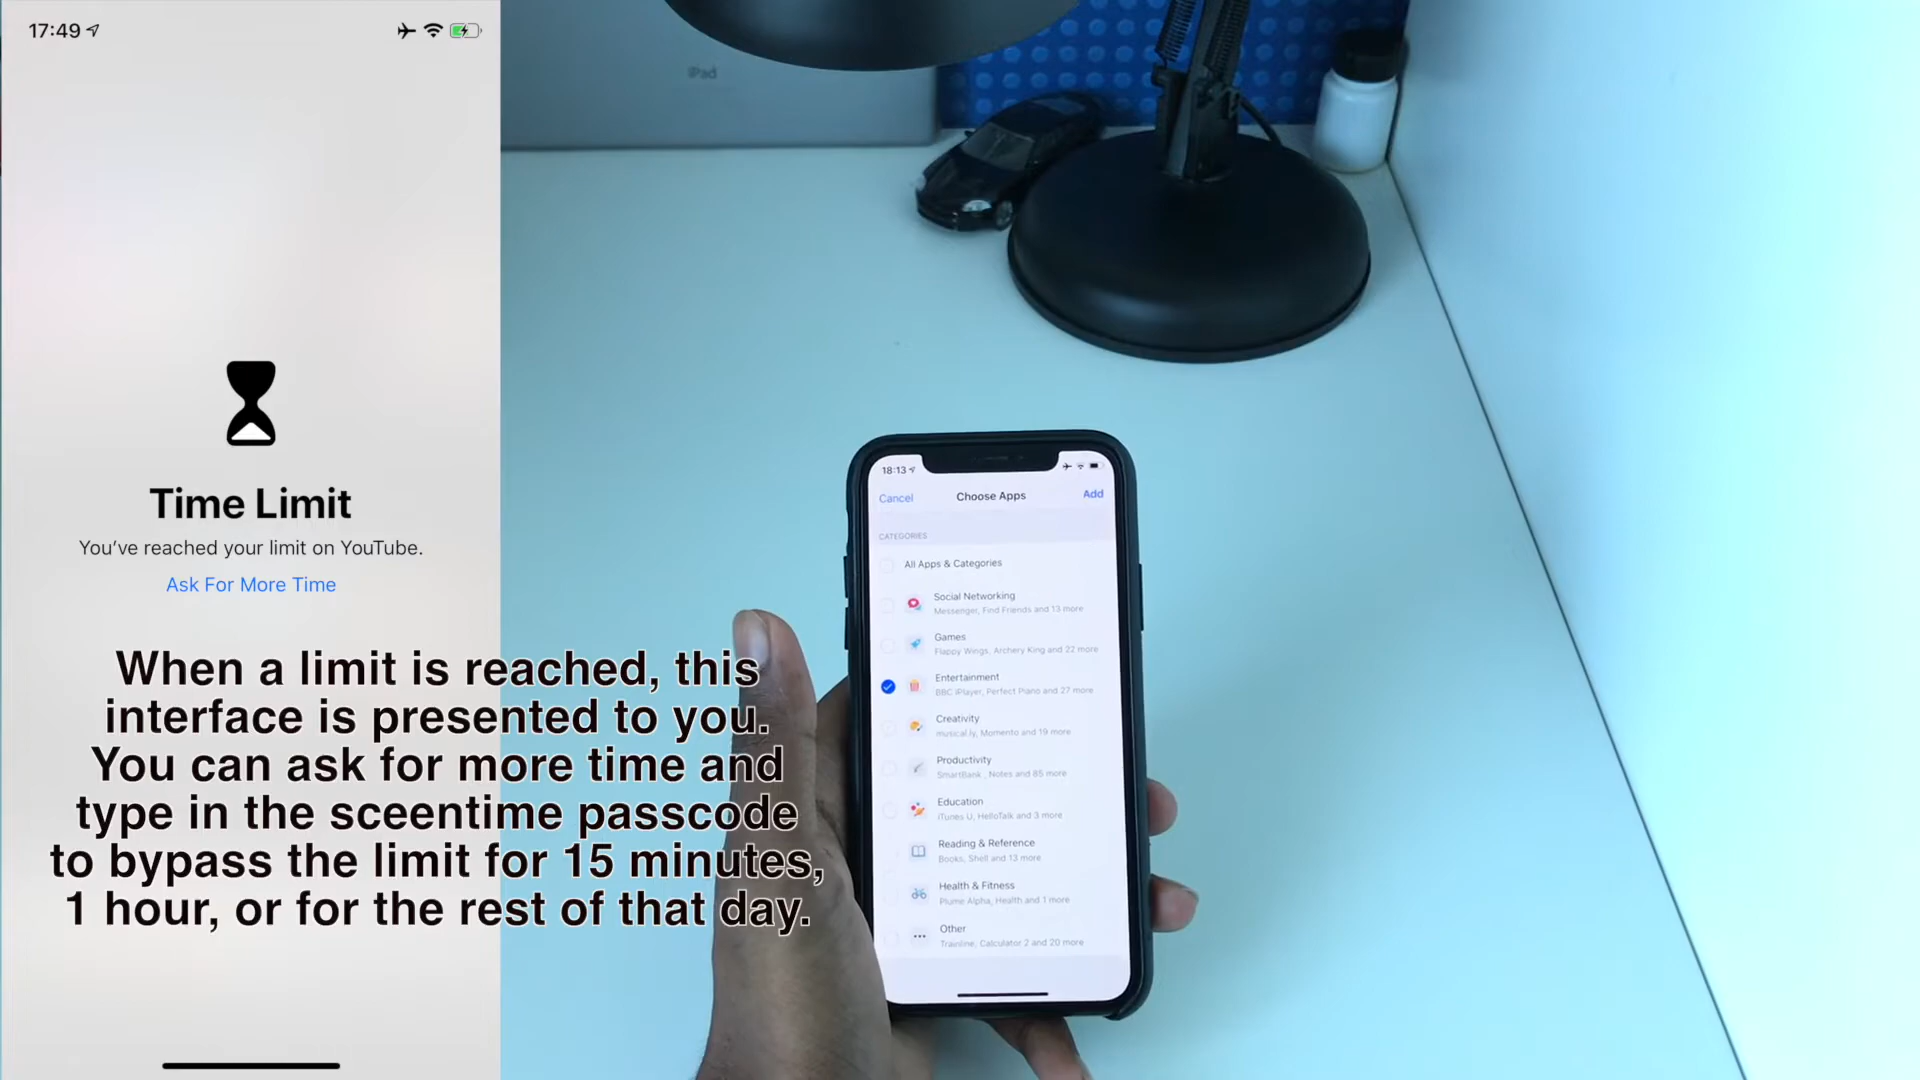 17:49
Time Limit
You've reached your limit on YouTube.
Ask For More Time
When a limit is reached, this
interface is presented to you.
You can ask for more time and
type in the sceentime passcode
to bypass the limit for 15 minutes,
1 hour, or for the rest of that day.
iPad
18:13
Cancel
Choose Apps
Add
CATEGORIES
All Apps & Categories
Social Networking
Messenger, Find Friends and 13 more
Games
Flappy Wings, Archery King and 22 more
Entertainment
BBC iPlayer, Perfect Piano and 27 more
Creativity
musical.ly, Momento and 19 more
Productivity
SmartBank , Notes and 85 more
Education
iTunes U, HelloTalk and 3 more
Reading & Reference
Books, Shell and 13 more
Health & Fitness
Plume Alpha, Health and 1 more
Other
Trainline, Calculator 2 and 20 more